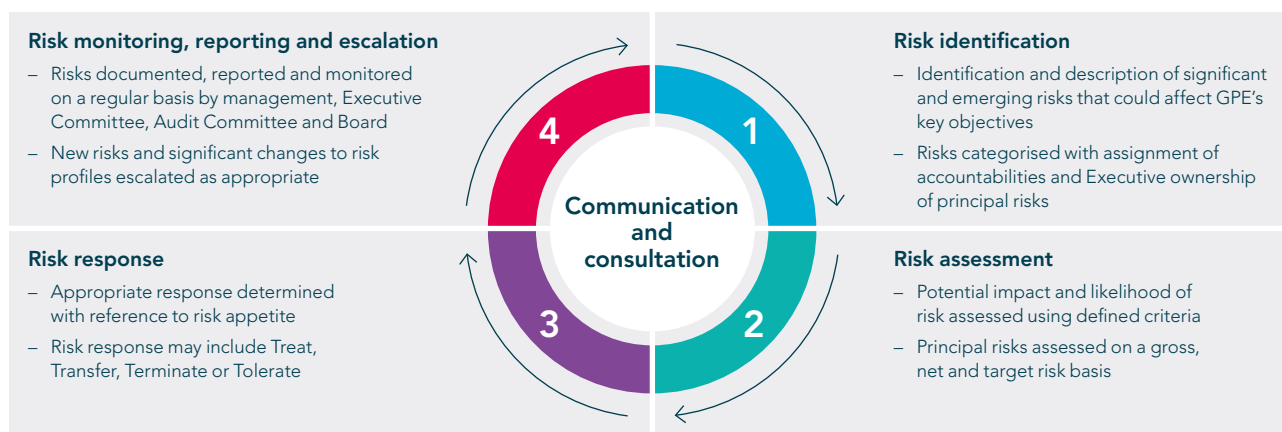 Risk monitoring, reporting and escalation
– Risks documented, reported and monitored
on a regular basis by management, Executive
Committee, Audit Committee and Board
– New risks and significant changes to risk
profiles escalated as appropriate
4
1
Risk identification
– Identification and description of significant
and emerging risks that could affect GPE's
key objectives
– Risks categorised with assignment of
accountabilities and Executive ownership
of principal risks
Communication
and
consultation
Risk response
– Appropriate response determined
with reference to risk appetite
– Risk response may include Treat,
Transfer, Terminate or Tolerate
3
2
Risk assessment
– Potential impact and likelihood of
risk assessed using defined criteria
– Principal risks assessed on a gross,
net and target risk basis